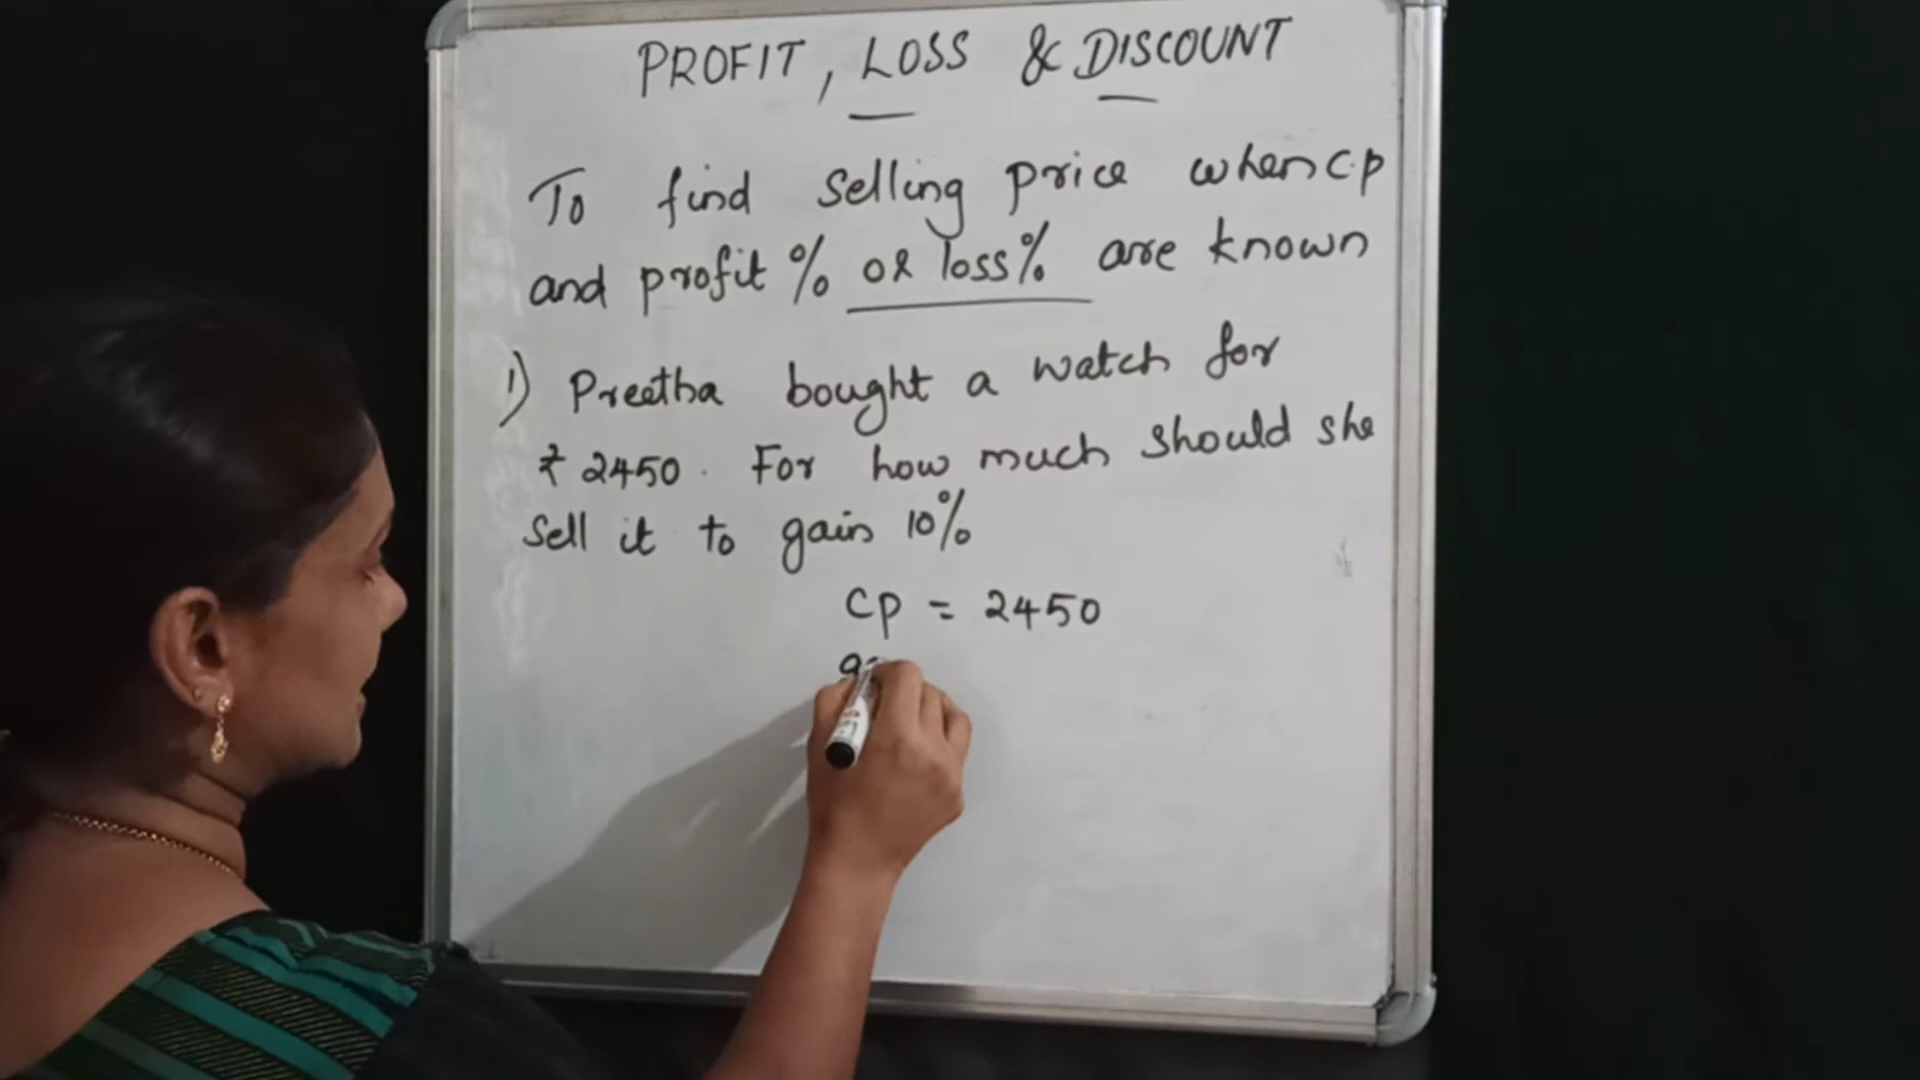 PROFIT, LOSS & DISCOUNT
To find selling price when c.p
and profit % or loss% are known
1) Preetha bought a watch for
₹ 2450. For how much should she
sell it to gain 10%
CP = 2450
ga